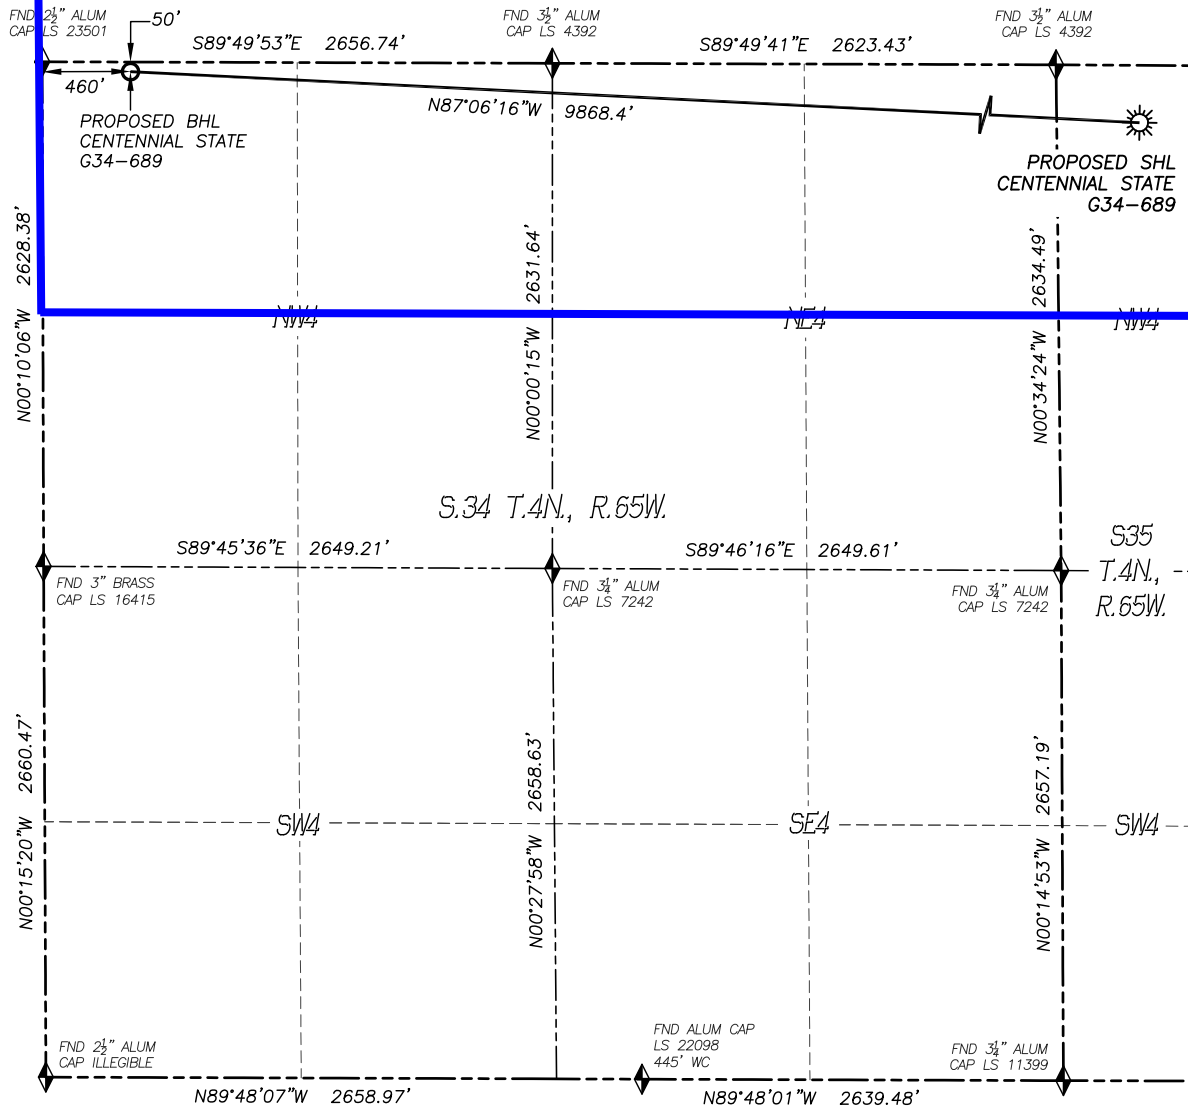 FND 2½" ALUM
CAP LS 23501
50'
S89°49'53"E 2656.74'
FND 3½" ALUM
CAP LS 4392
S89°49'41"E 2623.43'
FND 3½" ALUM
CAP LS 4392
460'
N87°06'16"W 9868.4'
PROPOSED BHL
CENTENNIAL STATE
G34-689
PROPOSED SHL
CENTENNIAL STATE
G34-689
N00°10'06"W 2628.38'
N00°00'15"W 2631.64'
N00°34'24"W 2634.49'
NW4
NE4
NW4
S.34 T.4N., R.65W.
S35
T.4N.,
R.65W.
S89°45'36"E 2649.21'
S89°46'16"E 2649.61'
FND 3" BRASS
CAP LS 16415
FND 3¼" ALUM
CAP LS 7242
FND 3¼" ALUM
CAP LS 7242
N00°15'20"W 2660.47'
N00°27'58"W 2658.63'
N00°14'53"W 2657.19'
SW4
SE4
SW4
FND 2½" ALUM
CAP ILLEGIBLE
FND ALUM CAP
LS 22098
445' WC
FND 3¼" ALUM
CAP LS 11399
N89°48'07"W 2658.97'
N89°48'01"W 2639.48'